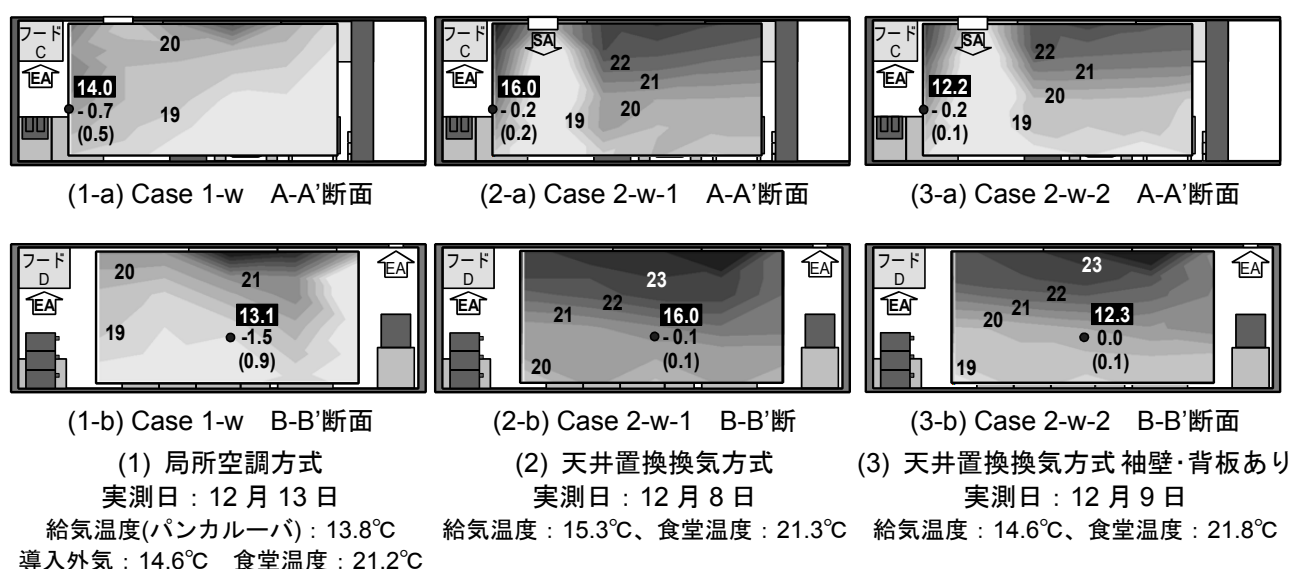 フード
C
EA
20
14.0
- 0.7
(0.5)
19
フード
C
EA
SA
22
21
20
16.0
- 0.2
(0.2)
19
フード
C
EA
SA
22
21
20
12.2
- 0.2
(0.1)
19
(1-a) Case 1-w A-A’断面
(2-a) Case 2-w-1 A-A’断面
(3-a) Case 2-w-2 A-A’断面
フード
D
EA
20
21
EA
13.1
-1.5
(0.9)
19
フード
D
EA
23
EA
22
21
16.0
- 0.1
(0.1)
20
フード
D
EA
23
EA
22
21
20
12.3
0.0
(0.1)
19
(1-b) Case 1-w B-B’断面
(2-b) Case 2-w-1 B-B’断
(3-b) Case 2-w-2 B-B’断面
(1) 局所空調方式
実測日：12 月 13 日
給気温度(パンカルーバ)：13.8℃
導入外気：14.6℃ 食堂温度：21.2℃
(2) 天井置換換気方式
実測日：12 月 8 日
給気温度：15.3℃、食堂温度：21.3℃
(3) 天井置換換気方式 袖壁･背板あり
実測日：12 月 9 日
給気温度：14.6℃、食堂温度：21.8℃